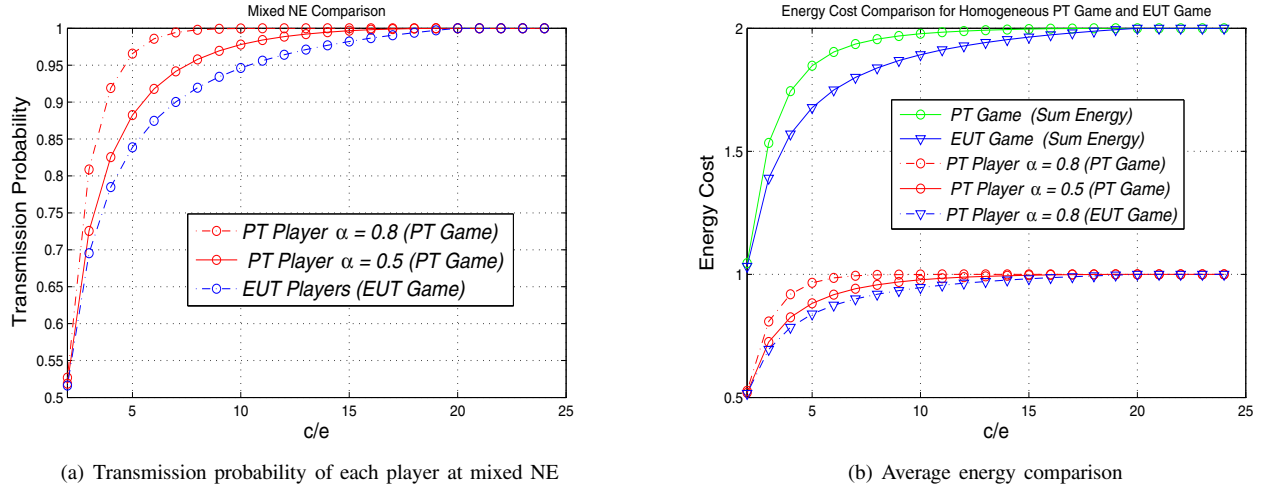 Mixed NE Comparison
1
0.95
0.9
0.85
0.8
0.75
0.7
0.65
0.6
0.55
0.5
Transmission Probability
PT Player α = 0.8 (PT Game)
PT Player α = 0.5 (PT Game)
EUT Players (EUT Game)
5 10 15 20 25
c/e
(a) Transmission probability of each player at mixed NE
Energy Cost Comparison for Homogeneous PT Game and EUT Game
2
1.5
1
0.5
Energy Cost
PT Game (Sum Energy)
EUT Game (Sum Energy)
PT Player α = 0.8 (PT Game)
PT Player α = 0.5 (PT Game)
PT Player α = 0.8 (EUT Game)
5 10 15 20 25
c/e
(b) Average energy comparison